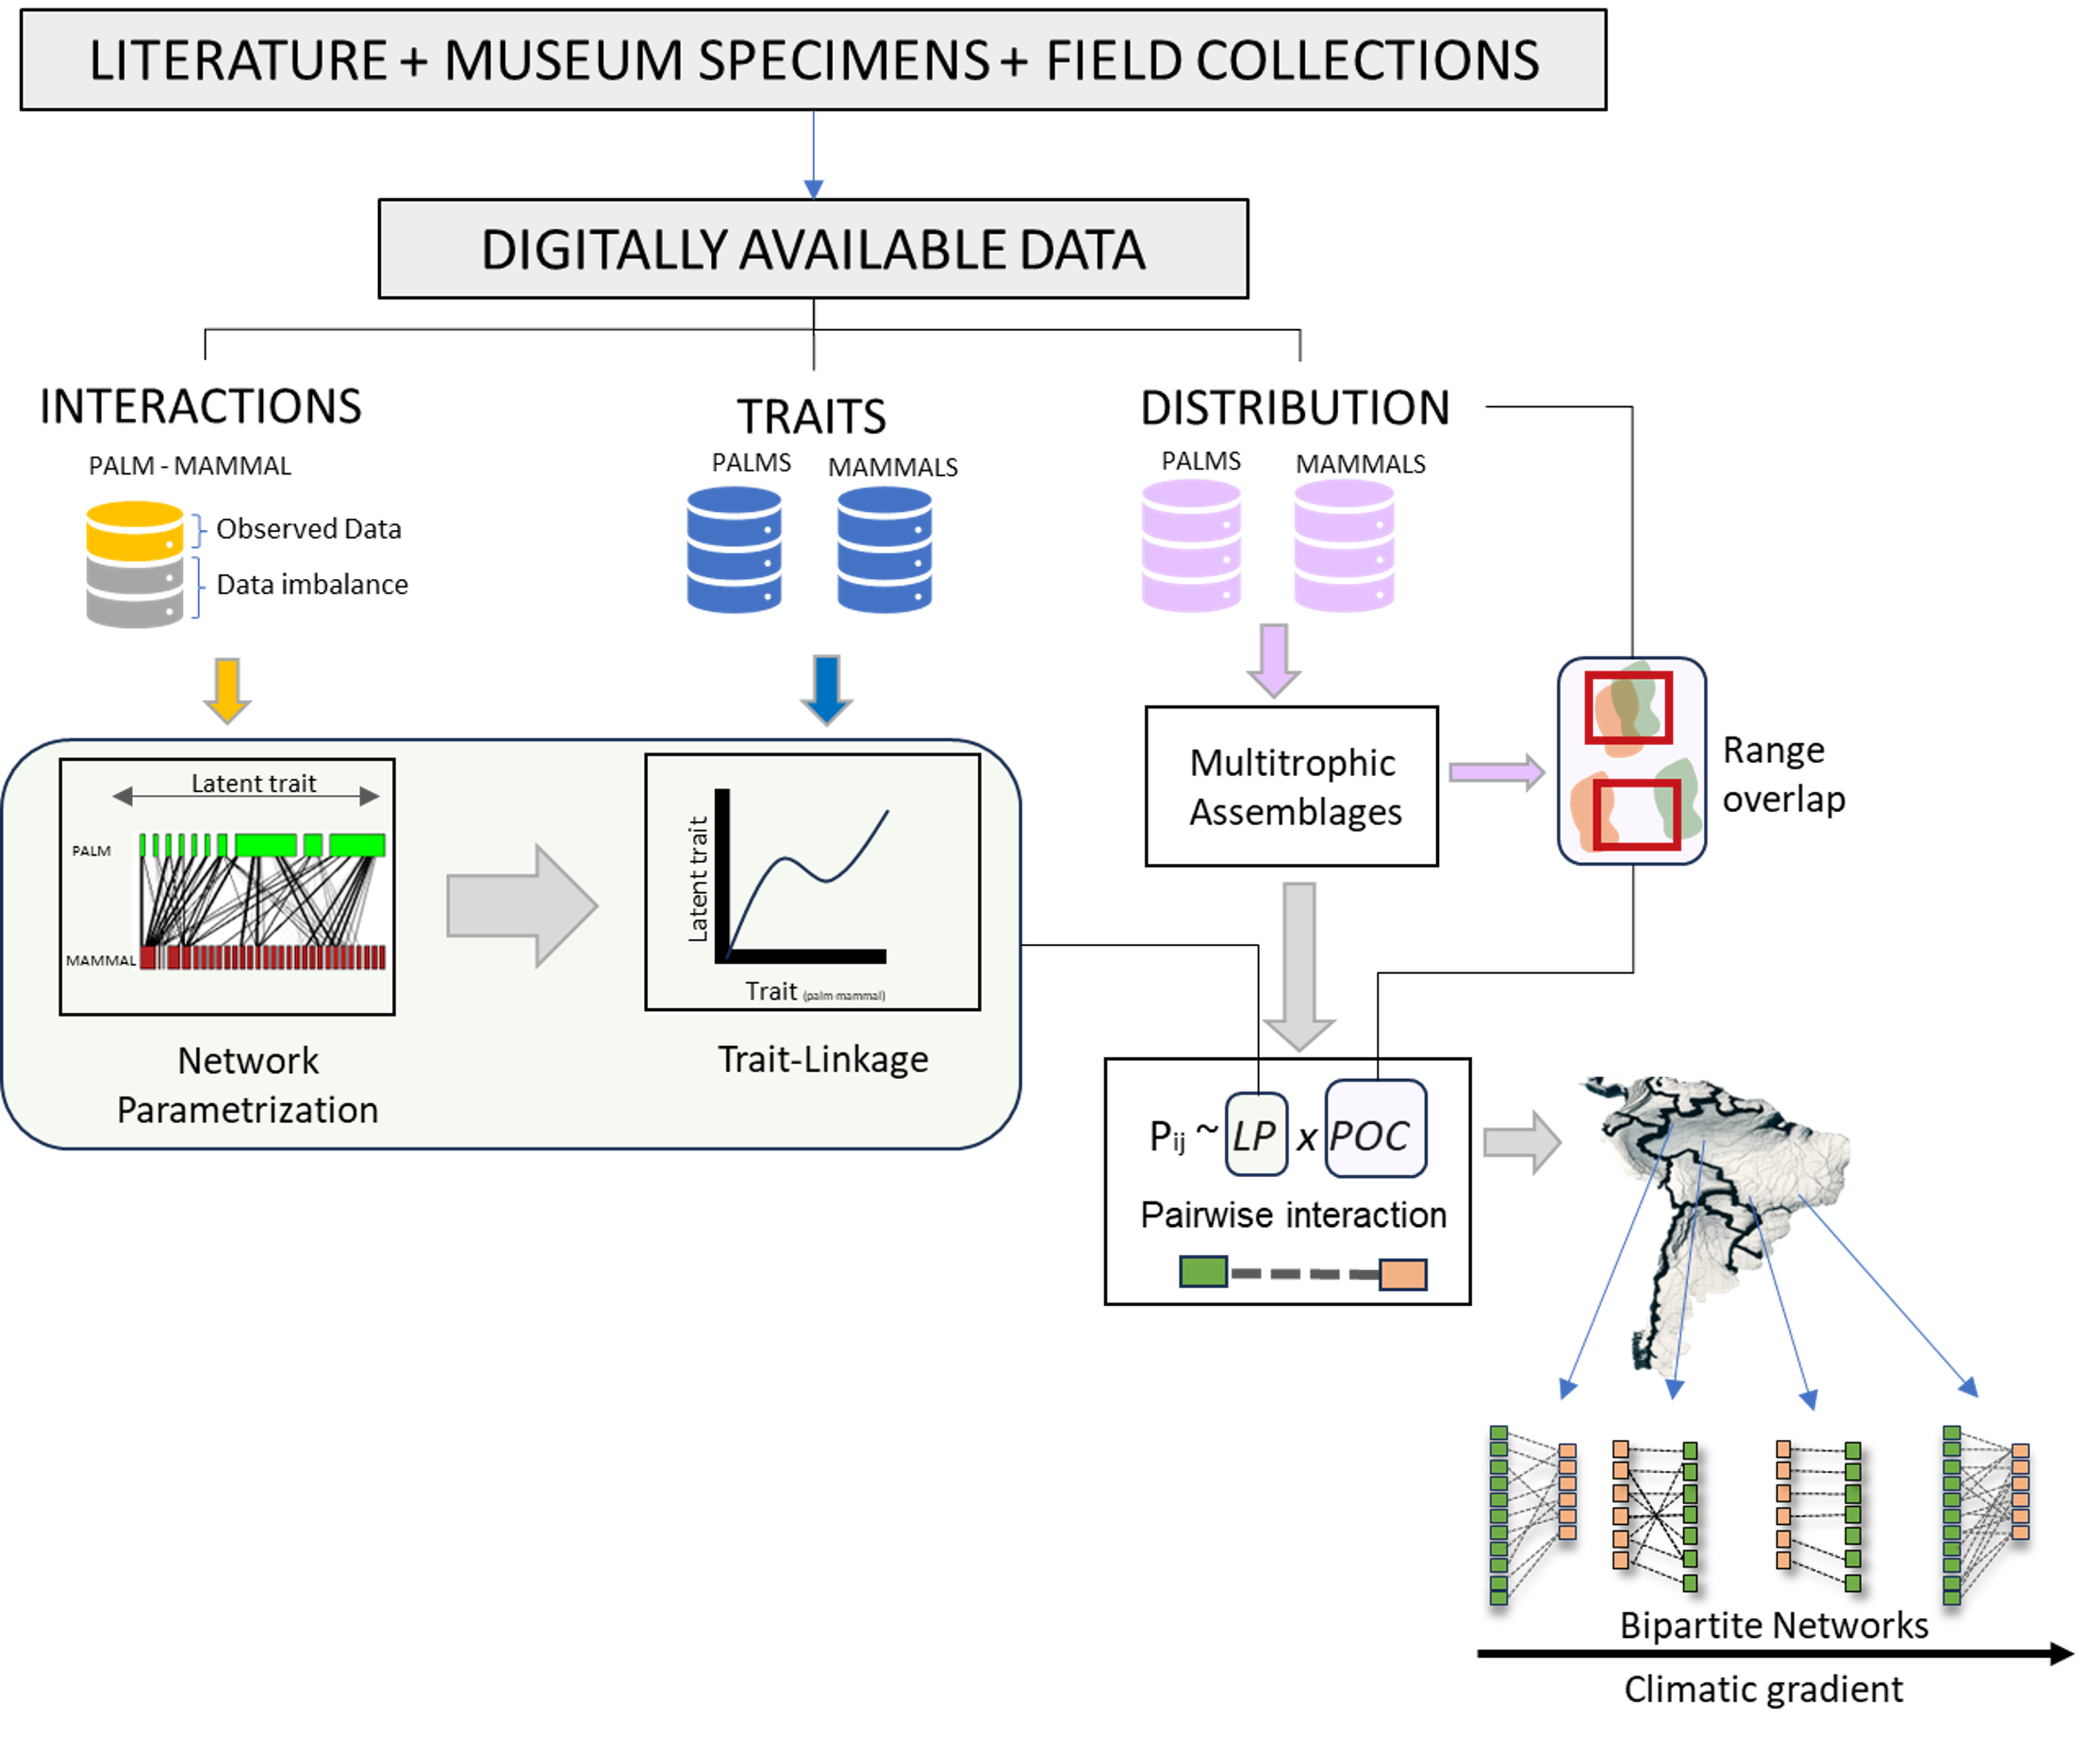 LITERATURE + MUSEUM SPECIMENS + FIELD COLLECTIONS
DIGITALLY AVAILABLE DATA
INTERACTIONS
PALM - MAMMAL
Observed Data
Data imbalance
TRAITS
PALMS
MAMMALS
DISTRIBUTION
PALMS
MAMMALS
Latent trait
PALM
MAMMAL
Network
Parametrization
Latent trait
Trait (palm mammal)
Trait-Linkage
Multitrophic
Assemblages
Range
overlap
Pij ~ LP x POC
Pairwise interaction
Bipartite Networks
Climatic gradient